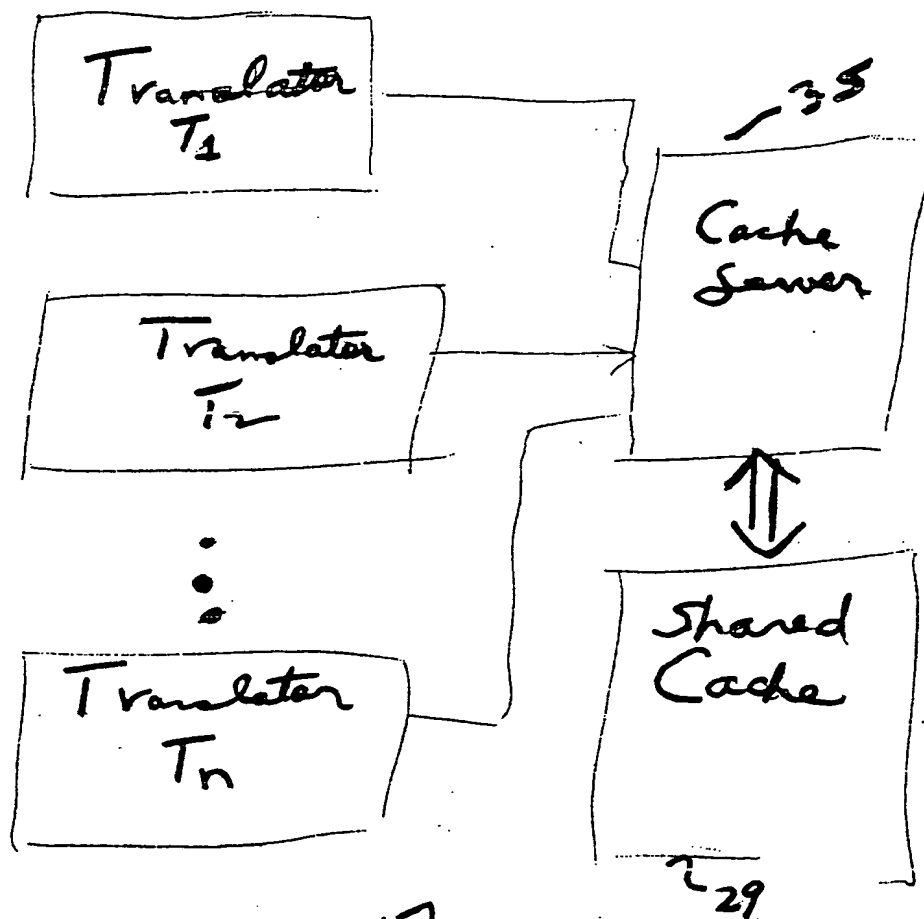 Translator
T1
35
Cache
Server
Translator
T2
Translator
Tn
Shared
Cache
29